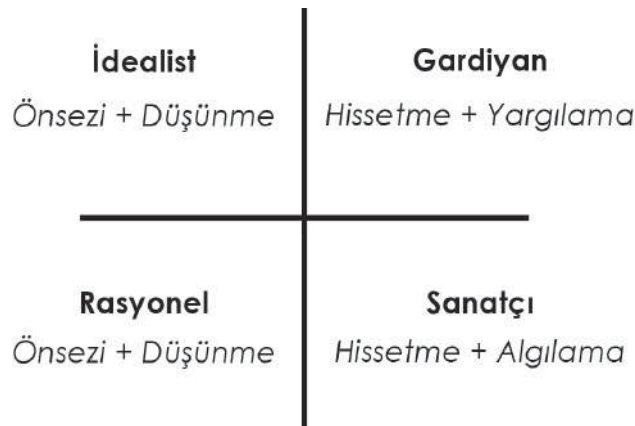 İdealist
Önsezi + Düşünme
Gardiyan
Hissetme + Yargılama
Rasyonel
Önsezi + Düşünme
Sanatçı
Hissetme + Algılama